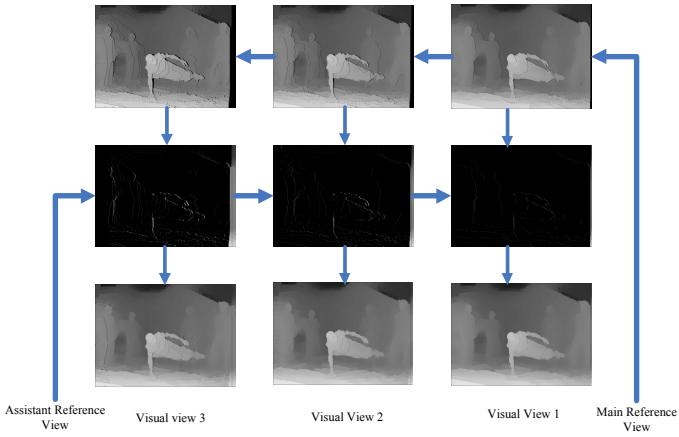 Assistant Reference
View
Visual view 3
Visual View 2
Visual View 1
Main Reference
View